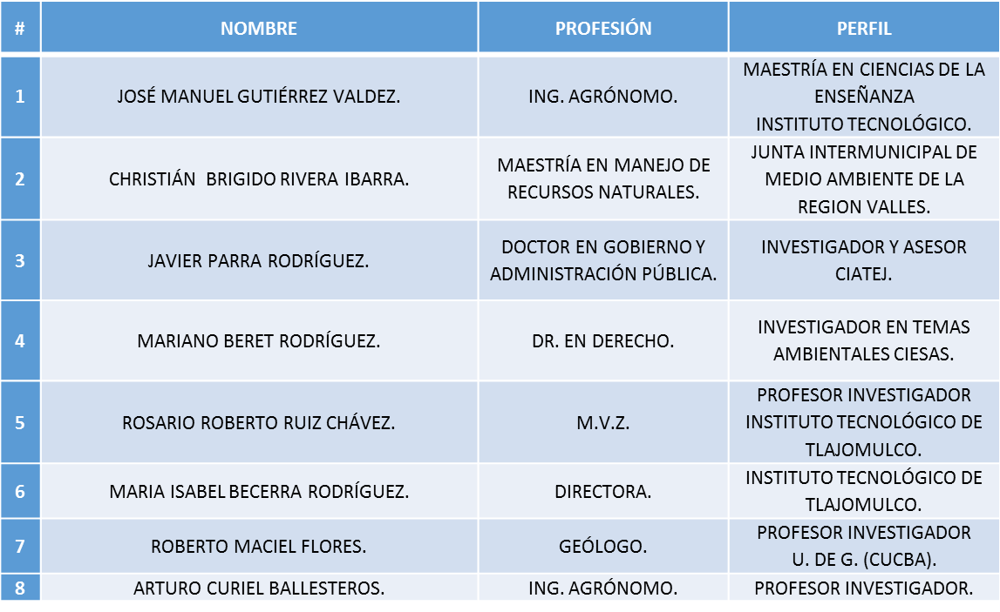 # NOMBRE PROFESIÓN PERFIL
1 JOSÉ MANUEL GUTIÉRREZ VALDEZ. ING. AGRÓNOMO. MAESTRÍA EN CIENCIAS DE LA
ENSEÑANZA
INSTITUTO TECNOLÓGICO.
2 CHRISTIÁN BRIGIDO RIVERA IBARRA. MAESTRÍA EN MANEJO DE
RECURSOS NATURALES.
JUNTA INTERMUNICIPAL DE
MEDIO AMBIENTE DE LA
REGION VALLES.
3 JAVIER PARRA RODRÍGUEZ. DOCTOR EN GOBIERNO Y
ADMINISTRACIÓN PÚBLICA.
INVESTIGADOR Y ASESOR
CIATEJ.
4 MARIANO BERET RODRÍGUEZ. DR. EN DERECHO. INVESTIGADOR EN TEMAS
AMBIENTALES CIESAS.
5 ROSARIO ROBERTO RUIZ CHÁVEZ. M.V.Z. PROFESOR INVESTIGADOR
INSTITUTO TECNOLÓGICO DE
TLAJOMULCO.
6 MARIA ISABEL BECERRA RODRÍGUEZ. DIRECTORA. INSTITUTO TECNOLÓGICO DE
TLAJOMULCO.
7 ROBERTO MACIEL FLORES. GEÓLOGO. PROFESOR INVESTIGADOR
U. DE G. (CUCBA).
8 ARTURO CURIEL BALLESTEROS. ING. AGRÓNOMO. PROFESOR INVESTIGADOR.